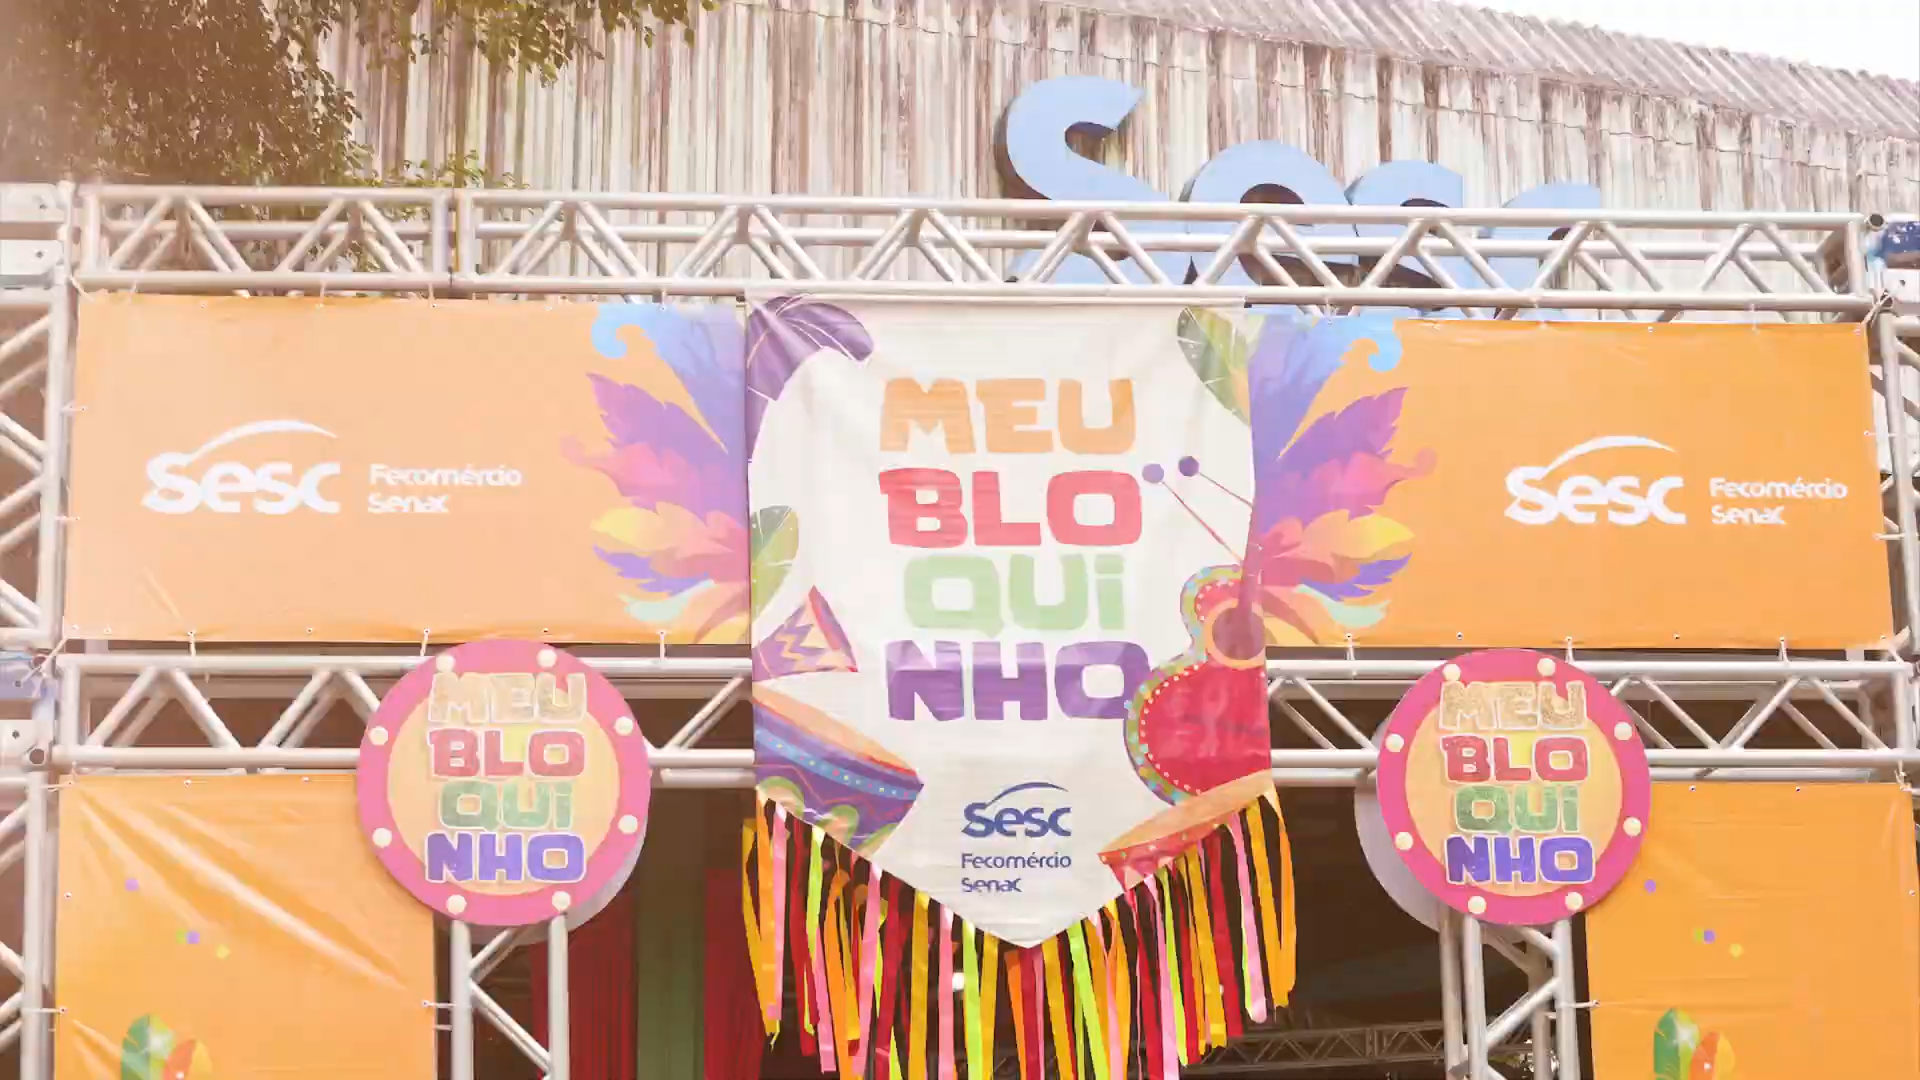 Sesc
Sesc
Fecomércio
Senac
MEU
BLO
QUI
NHO
Sesc
Fecomércio
Senac
Sesc
Fecomércio
Senac
MEU
BLO
QUI
NHO
MEU
BLO
QUI
NHO